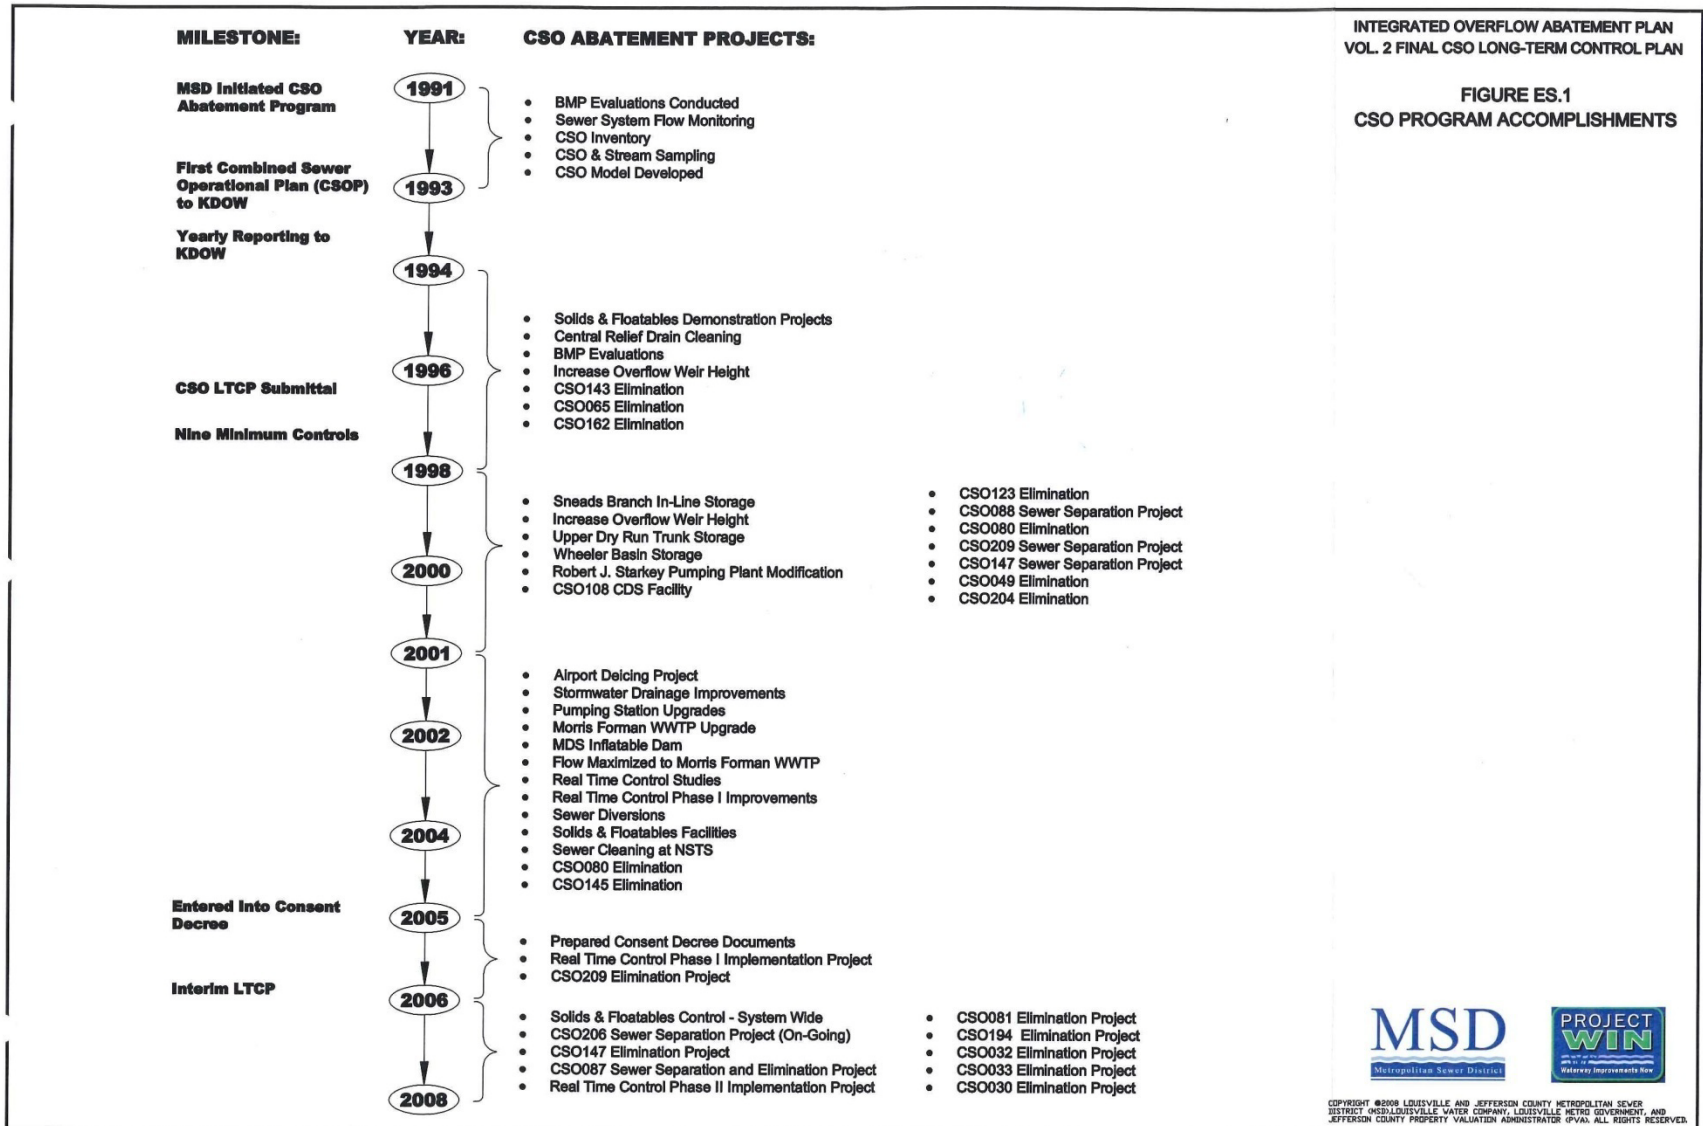 MILESTONE: YEAR: CSO ABATEMENT PROJECTS:
INTEGRATED OVERFLOW ABATEMENT PLAN
VOL. 2 FINAL CSO LONG-TERM CONTROL PLAN
FIGURE ES.1
CSO PROGRAM ACCOMPLISHMENTS
MSD Initiated CSO
Abatement Program
1991
• BMP Evaluations Conducted
• Sewer System Flow Monitoring
• CSO Inventory
• CSO & Stream Sampling
• CSO Model Developed
First Combined Sewer
Operational Plan (CSOP)
to KDOW
1993
Yearly Reporting to
KDOW
1994
• Solids & Floatables Demonstration Projects
• Central Relief Drain Cleaning
• BMP Evaluations
• Increase Overflow Weir Height
• CSO143 Elimination
• CSO065 Elimination
• CSO162 Elimination
1996
CSO LTCP Submittal
Nine Minimum Controls
1998
• Sneads Branch In-Line Storage
• Increase Overflow Weir Height
• Upper Dry Run Trunk Storage
• Wheeler Basin Storage
• Robert J. Starkey Pumping Plant Modification
• CSO108 CDS Facility
• CSO123 Elimination
• CSO088 Sewer Separation Project
• CSO080 Elimination
• CSO209 Sewer Separation Project
• CSO147 Sewer Separation Project
• CSO049 Elimination
• CSO204 Elimination
2000
2001
• Airport Deicing Project
• Stormwater Drainage Improvements
• Pumping Station Upgrades
• Morris Forman WWTP Upgrade
• MDS Inflatable Dam
• Flow Maximized to Morris Forman WWTP
• Real Time Control Studies
• Real Time Control Phase I Improvements
• Sewer Diversions
• Solids & Floatables Facilities
• Sewer Cleaning at NSTS
• CSO080 Elimination
• CSO145 Elimination
2002
2004
Entered Into Consent
Decree
2005
• Prepared Consent Decree Documents
• Real Time Control Phase I Implementation Project
• CSO209 Elimination Project
Interim LTCP
2006
• Solids & Floatables Control - System Wide
• CSO206 Sewer Separation Project (On-Going)
• CSO147 Elimination Project
• CSO087 Sewer Separation and Elimination Project
• Real Time Control Phase II Implementation Project
• CSO081 Elimination Project
• CSO194 Elimination Project
• CSO032 Elimination Project
• CSO033 Elimination Project
• CSO030 Elimination Project
2008
MSD
Metropolitan Sewer District
PROJECT
WIN
Waterway Improvements Now
COPYRIGHT ©2008 LOUISVILLE AND JEFFERSON COUNTY METROPOLITAN SEWER
DISTRICT (MSD),LOUISVILLE WATER COMPANY, LOUISVILLE METRO GOVERNMENT, AND
JEFFERSON COUNTY PROPERTY VALUATION ADMINISTRATOR (PVA). ALL RIGHTS RESERVED.